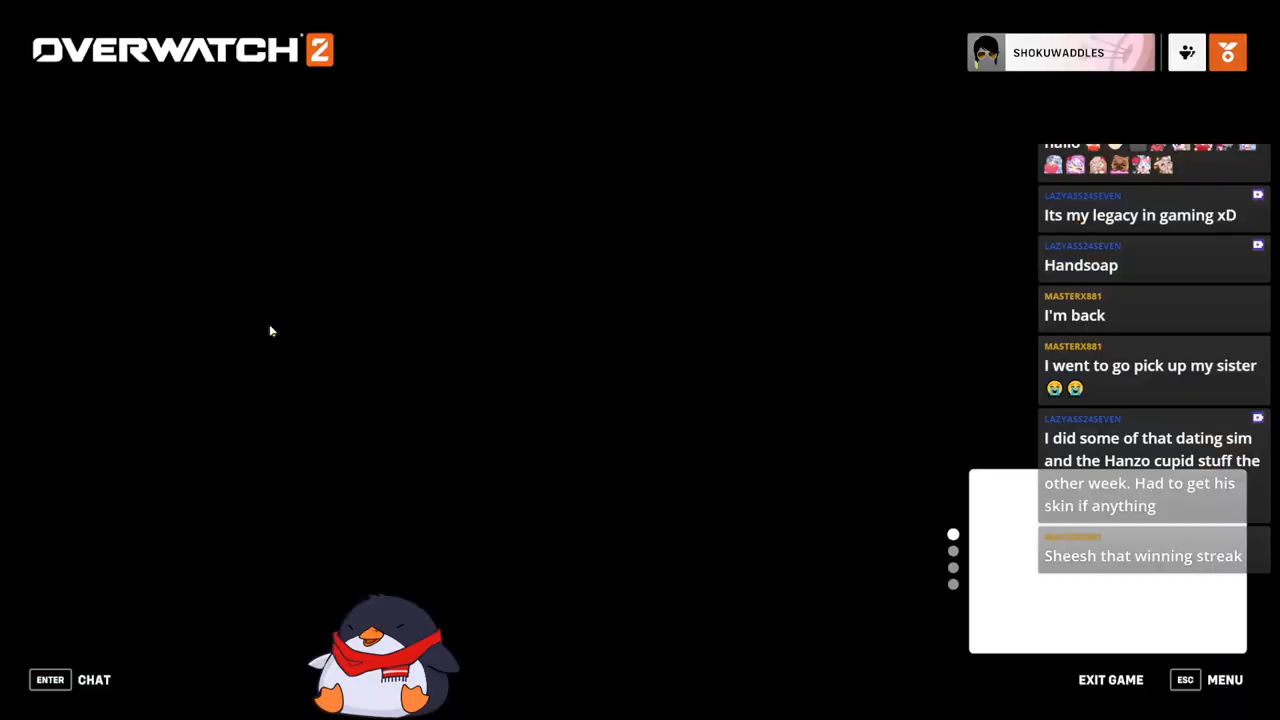 OVERWATCH 2
SHOKUWADDLES
Hallo
LAZYASS24SEVEN
Its my legacy in gaming xD
LAZYASS24SEVEN
Handsoap
MASTERX881
I'm back
MASTERX881
I went to go pick up my sister
😭 😭
LAZYASS24SEVEN
I did some of that dating sim
and the Hanzo cupid stuff the
other week. Had to get his
skin if anything
Sheesh that winning streak
ENTER CHAT
EXIT GAME
ESC MENU